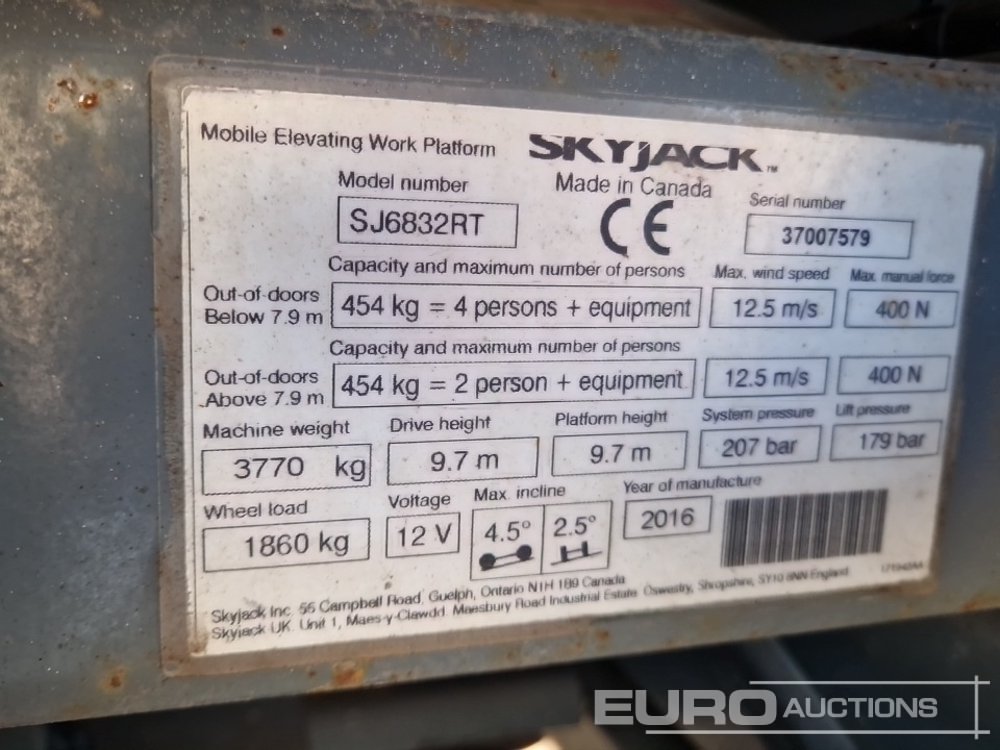 Mobile Elevating Work Platform
SKYJACK™
Made in Canada
Model number
SJ6832RT
CE
Serial number
37007579
Capacity and maximum number of persons
Max. wind speed
Max. manual force
Out-of-doors
Below 7.9 m
454 kg = 4 persons + equipment
12.5 m/s
400 N
Capacity and maximum number of persons
Out-of-doors
Above 7.9 m
454 kg = 2 person + equipment
12.5 m/s
400 N
Machine weight
Drive height
Platform height
System pressure
Lift pressure
3770 kg
9.7 m
9.7 m
207 bar
179 bar
Wheel load
Voltage
Max. incline
Year of manufacture
1860 kg
12 V
4.5°
2.5°
2016
Skyjack Inc. 55 Campbell Road, Guelph, Ontario N1H 1B9 Canada
Skyjack UK. Unit 1, Maes-y-Clawdd. Maesbury Road Industrial Estate. Oswestry, Shropshire, SY10 8NN England
EURO AUCTIONS